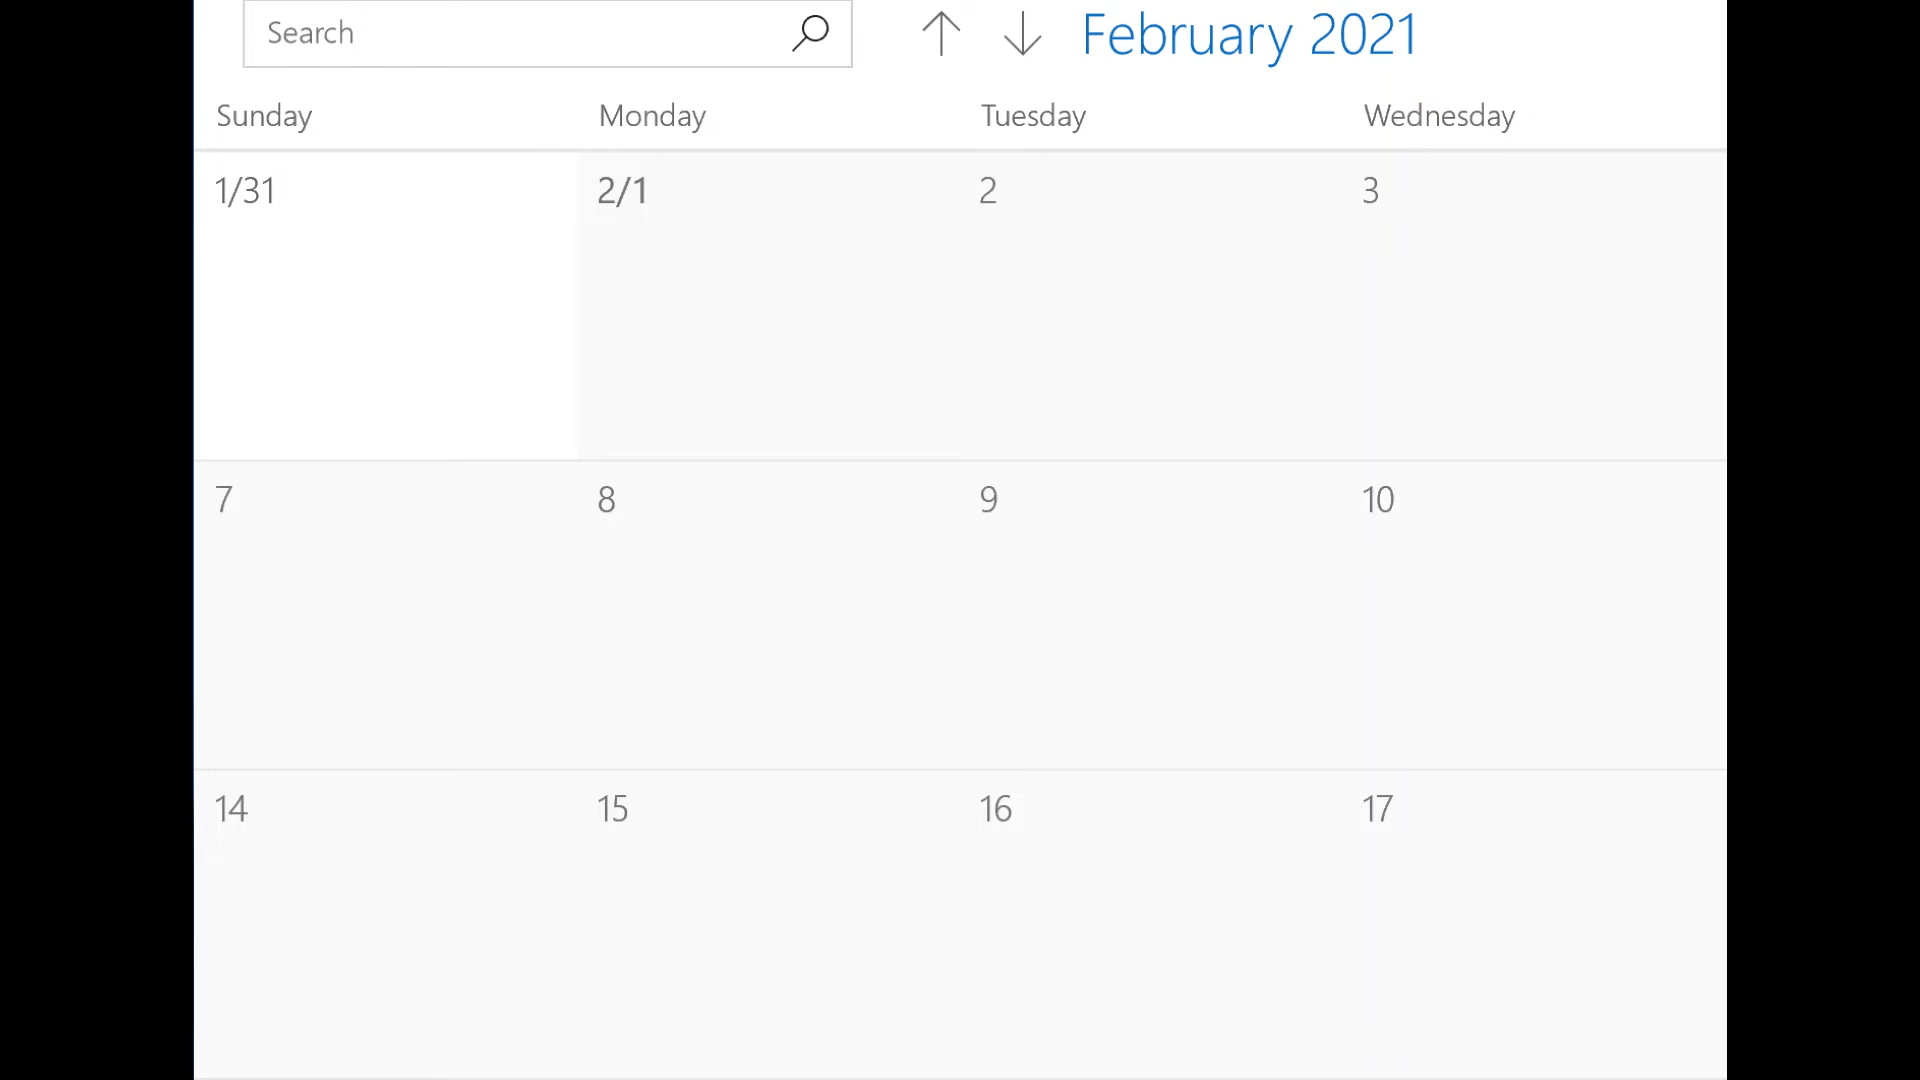 Search
February 2021
Sunday Monday Tuesday Wednesday
1/31 2/1 2 3
7 8 9 10
14 15 16 17